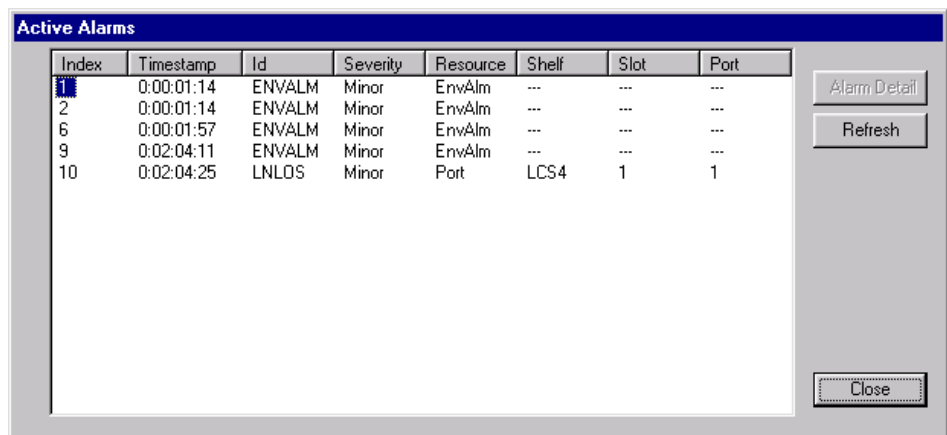 Active Alarms
Index Timestamp Id Severity Resource Shelf Slot Port
1 0:00:01:14 ENVALM Minor EnvAlm --- --- ---
2 0:00:01:14 ENVALM Minor EnvAlm --- --- ---
6 0:00:01:57 ENVALM Minor EnvAlm --- --- ---
9 0:02:04:11 ENVALM Minor EnvAlm --- --- ---
10 0:02:04:25 LNLOS Minor Port LCS4 1 1
Alarm Detail
Refresh
Close